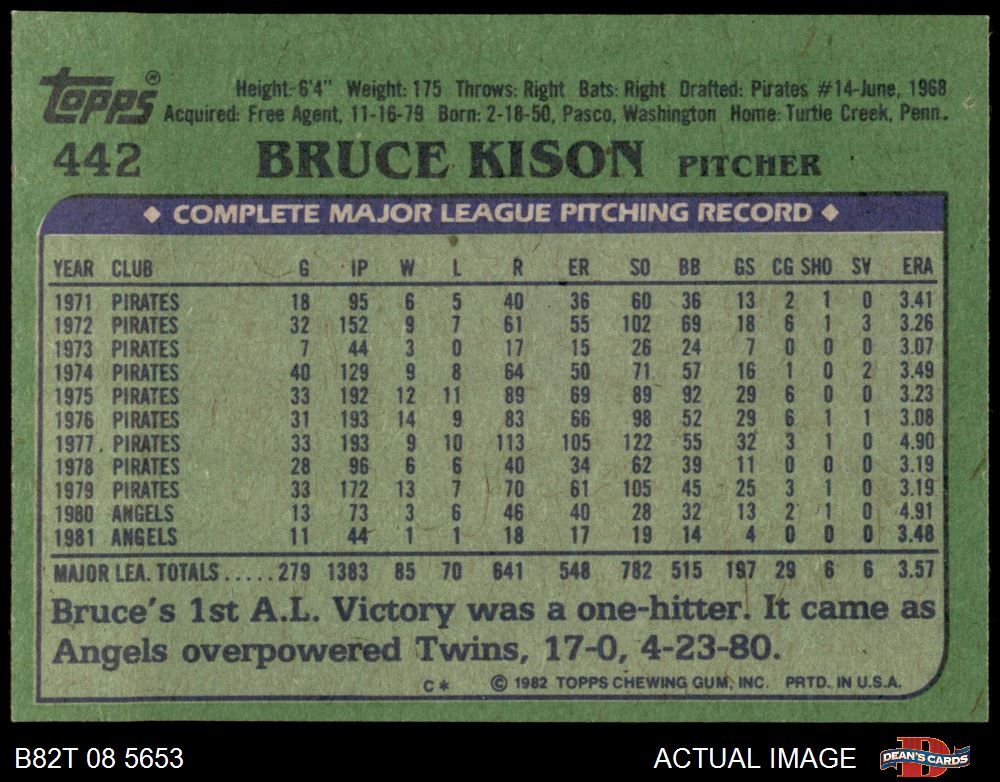 Topps®
Height: 6'4" Weight: 175 Throws: Right Bats: Right Drafted: Pirates #14-June, 1968
Acquired: Free Agent, 11-16-79 Born: 2-18-50, Pasco, Washington Home: Turtle Creek, Penn.
442 BRUCE KISON PITCHER
◆ COMPLETE MAJOR LEAGUE PITCHING RECORD ◆
YEAR CLUB G IP W L R ER SO BB GS CG SHO SV ERA
1971 PIRATES 18 95 6 5 40 36 60 36 13 2 1 0 3.41
1972 PIRATES 32 152 9 7 61 55 102 69 18 6 1 3 3.26
1973 PIRATES 7 44 3 0 17 15 26 24 7 0 0 0 3.07
1974 PIRATES 40 129 9 8 64 50 71 57 16 1 0 2 3.49
1975 PIRATES 33 192 12 11 89 69 89 92 29 6 0 0 3.23
1976 PIRATES 31 193 14 9 83 66 98 52 29 6 1 1 3.08
1977 PIRATES 33 193 9 10 113 105 122 55 32 3 1 0 4.90
1978 PIRATES 28 96 6 6 40 34 62 39 11 0 0 0 3.19
1979 PIRATES 33 172 13 7 70 61 105 45 25 3 1 0 3.19
1980 ANGELS 13 73 3 6 46 40 28 32 13 2 1 0 4.91
1981 ANGELS 11 44 1 1 18 17 19 14 4 0 0 0 3.48
MAJOR LEA. TOTALS.....279 1383 85 70 641 548 782 515 197 29 6 6 3.57
Bruce's 1st A.L. Victory was a one-hitter. It came as
Angels overpowered Twins, 17-0, 4-23-80.
C* © 1982 TOPPS CHEWING GUM, INC. PRTD. IN U.S.A.
B82T 08 5653 ACTUAL IMAGE DEAN'S CARDS